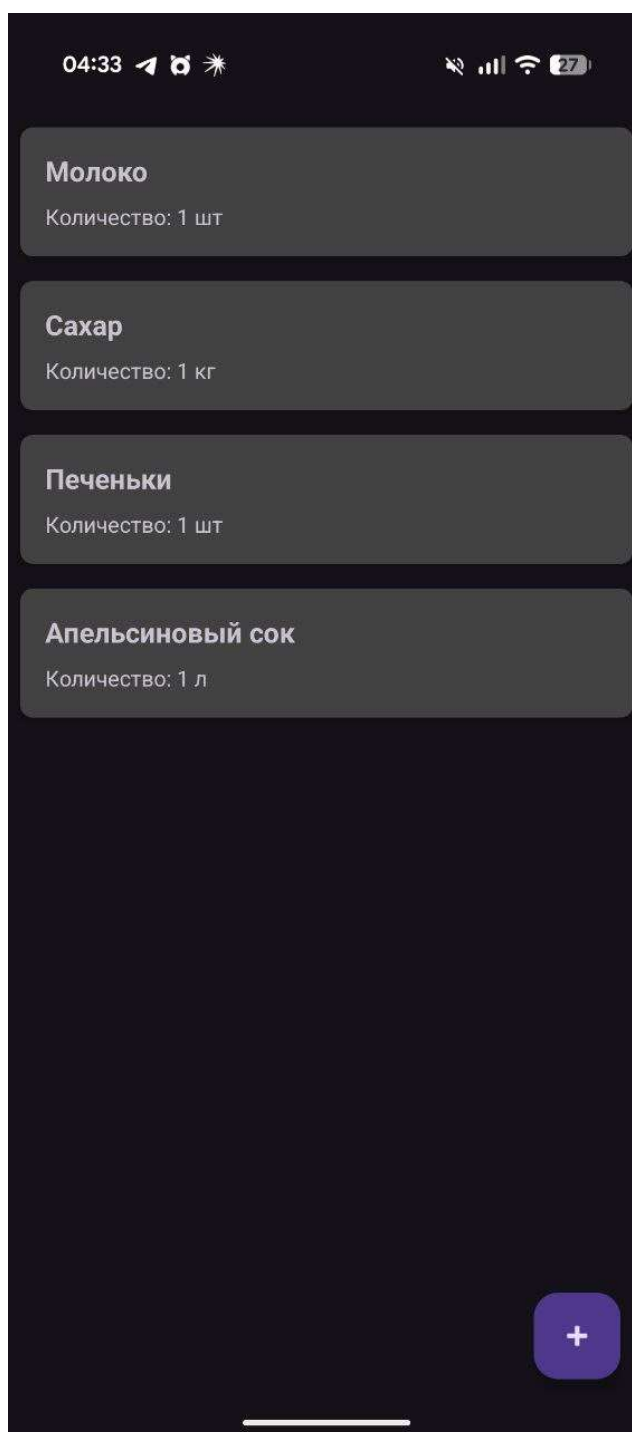 04:33
27
Молоко
Количество: 1 шт
Сахар
Количество: 1 кг
Печеньки
Количество: 1 шт
Апельсиновый сок
Количество: 1 л
+